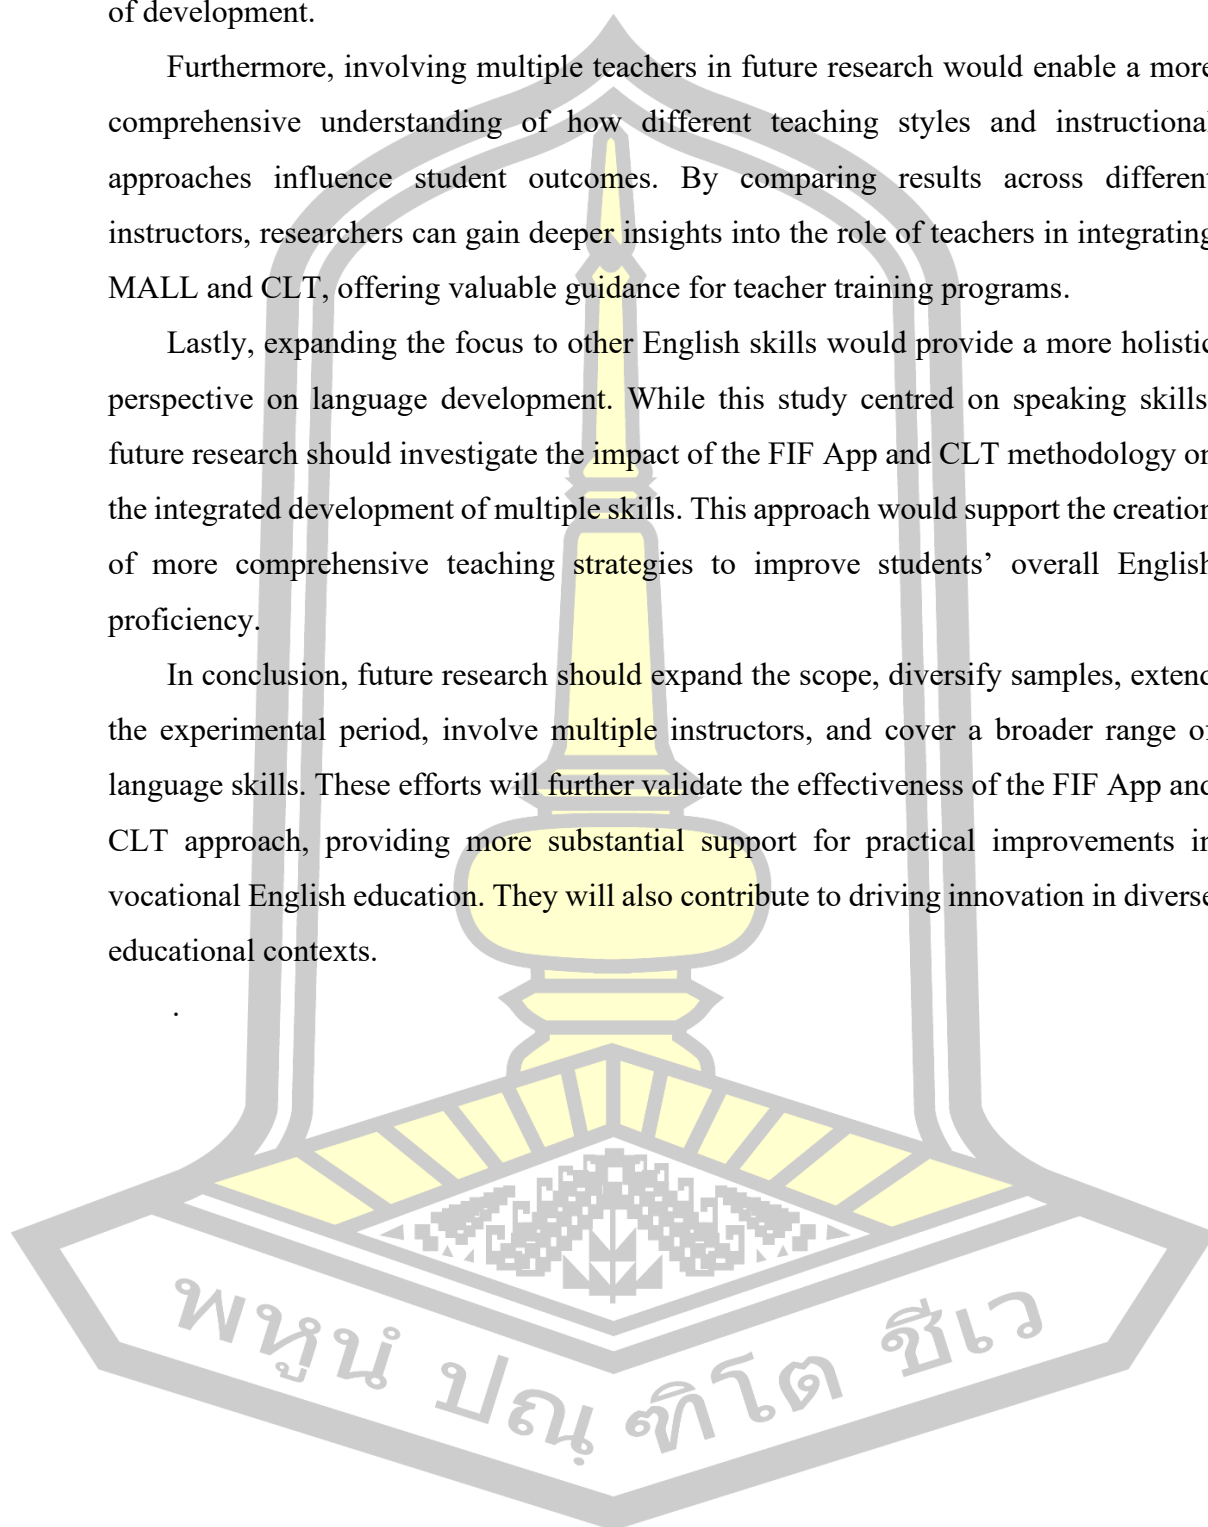 of development.
Furthermore, involving multiple teachers in future research would enable a more
comprehensive understanding of how different teaching styles and instructional
approaches influence student outcomes. By comparing results across different
instructors, researchers can gain deeper insights into the role of teachers in integrating
MALL and CLT, offering valuable guidance for teacher training programs.
Lastly, expanding the focus to other English skills would provide a more holistic
perspective on language development. While this study centred on speaking skills
future research should investigate the impact of the FIF App and CLT methodology on
the integrated development of multiple skills. This approach would support the creation
of more comprehensive teaching strategies to improve students’ overall English
proficiency.
In conclusion, future research should expand the scope, diversify samples, extend
the experimental period, involve multiple instructors, and cover a broader range of
language skills. These efforts will further validate the effectiveness of the FIF App and
CLT approach, providing more substantial support for practical improvements in
vocational English education. They will also contribute to driving innovation in diverse
educational contexts.
.
พหูนํ ปณฺฑิโต ชีเว